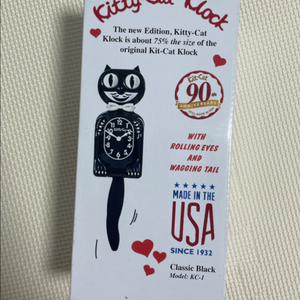 Kitty-Cat Klock
The new Edition, Kitty-Cat
Klock is about 75% the size of the
original Kit-Cat Klock
Kit-Cat
90th
ANNIVERSARY
WITH
ROLLING EYES
AND
WAGGING TAIL
MADE IN THE
USA
SINCE 1932
Classic Black
Model: KC-1